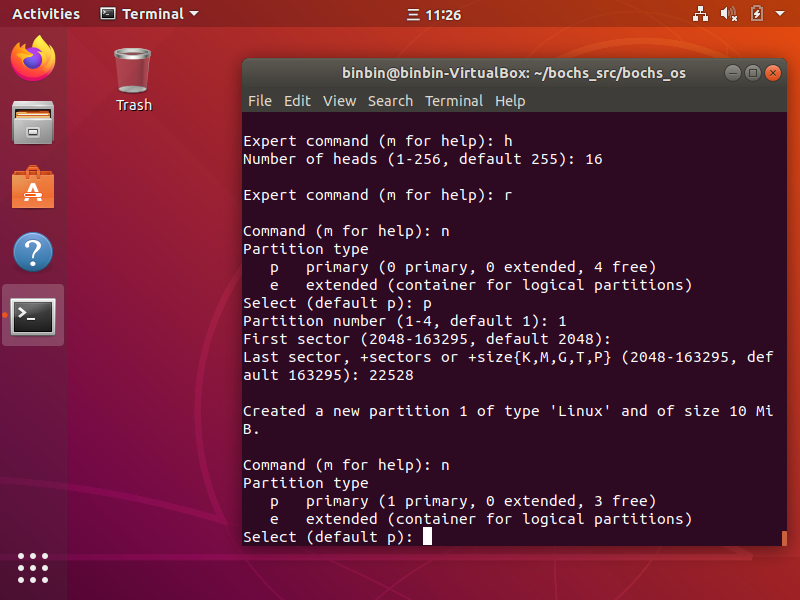 Activities
Terminal
三 11:26
Trash
binbin@binbin-VirtualBox: ~/bochs_src/bochs_os
File Edit View Search Terminal Help
Expert command (m for help): h
Number of heads (1-256, default 255): 16
Expert command (m for help): r
Command (m for help): n
Partition type
   p   primary (0 primary, 0 extended, 4 free)
   e   extended (container for logical partitions)
Select (default p): p
Partition number (1-4, default 1): 1
First sector (2048-163295, default 2048):
Last sector, +sectors or +size{K,M,G,T,P} (2048-163295, def
ault 163295): 22528
Created a new partition 1 of type 'Linux' and of size 10 Mi
B.
Command (m for help): n
Partition type
   p   primary (1 primary, 0 extended, 3 free)
   e   extended (container for logical partitions)
Select (default p):